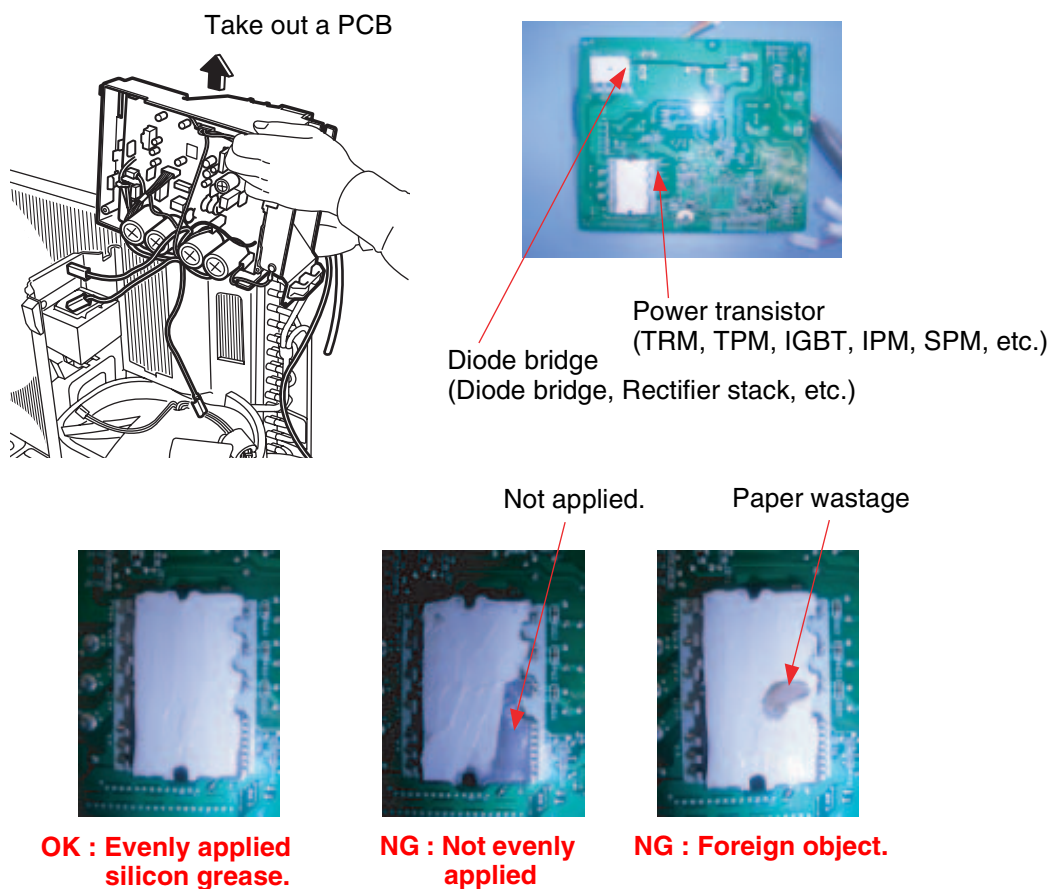 Take out a PCB
Power transistor
(TRM, TPM, IGBT, IPM, SPM, etc.)
Diode bridge
(Diode bridge, Rectifier stack, etc.)
Not applied.
Paper wastage
OK : Evenly applied
silicon grease.
NG : Not evenly
applied
NG : Foreign object.